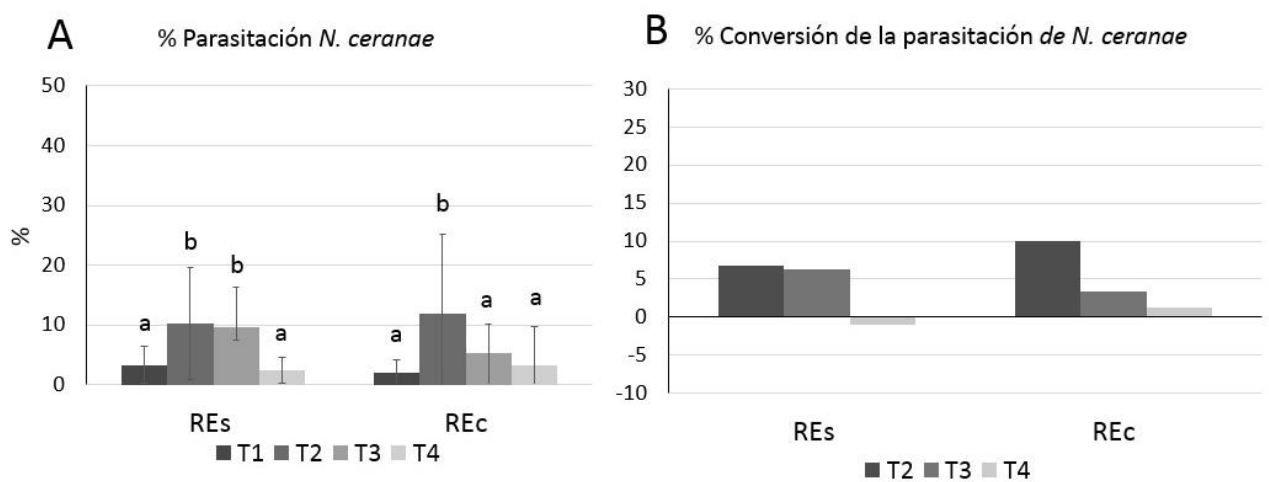 A
% Parasitación N. ceranae
50
40
30
20
10
0
%
a
b
b
a
a
b
a
a
REs
REc
T1 T2 T3 T4
B
% Conversión de la parasitación de N. ceranae
30
25
20
15
10
5
0
-5
-10
REs
REc
T2 T3 T4